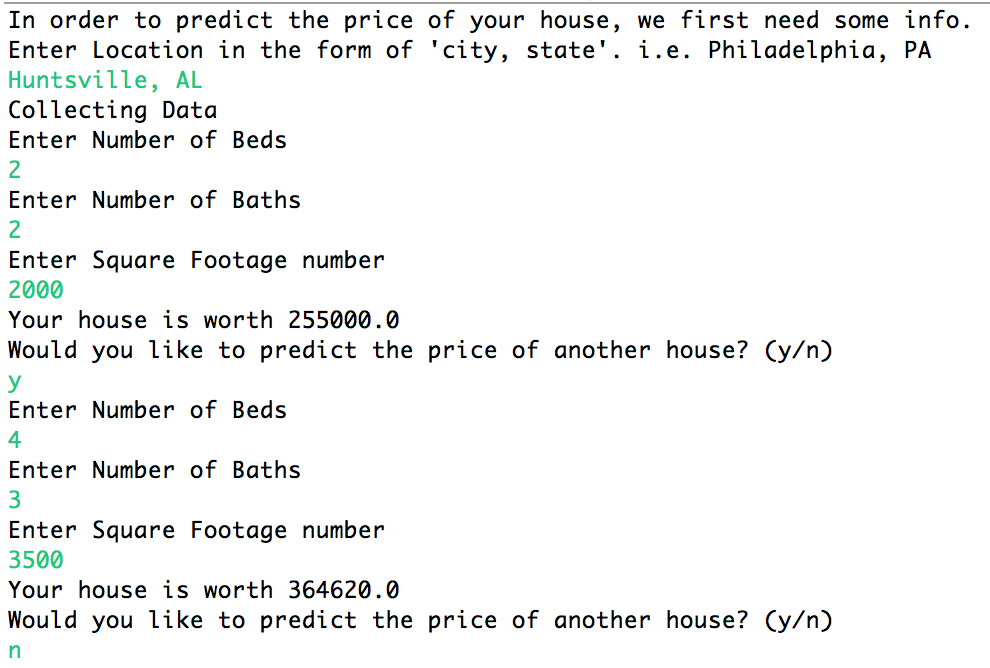 In order to predict the price of your house, we first need some info.
Enter Location in the form of 'city, state'. i.e. Philadelphia, PA
Huntsville, AL
Collecting Data
Enter Number of Beds
2
Enter Number of Baths
2
Enter Square Footage number
2000
Your house is worth 255000.0
Would you like to predict the price of another house? (y/n)
y
Enter Number of Beds
4
Enter Number of Baths
3
Enter Square Footage number
3500
Your house is worth 364620.0
Would you like to predict the price of another house? (y/n)
n